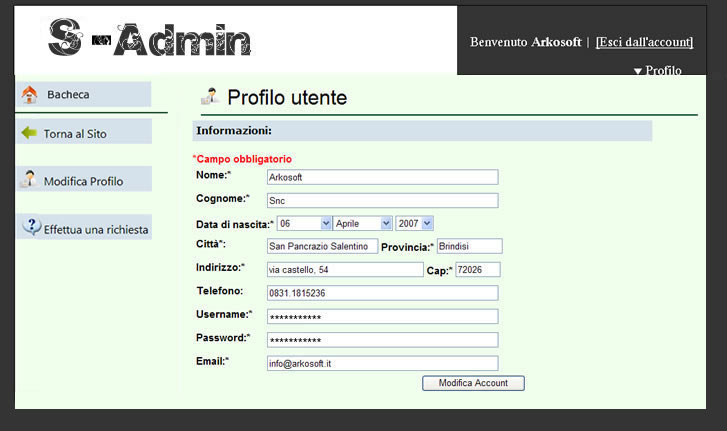 S-Admin
Benvenuto Arkosoft | [Esci dall'account]
Profilo
Bacheca
Torna al Sito
Modifica Profilo
Effettua una richiesta
Profilo utente
Informazioni:
*Campo obbligatorio
Nome:* Arkosoft
Cognome:* Snc
Data di nascita:* 06 Aprile 2007
Città*: San Pancrazio Salentino Provincia:* Brindisi
Indirizzo:* via castello, 54 Cap:* 72026
Telefono: 0831.1815236
Username:* ***********
Password:* ***********
Email:* info@arkosoft.it
Modifica Account